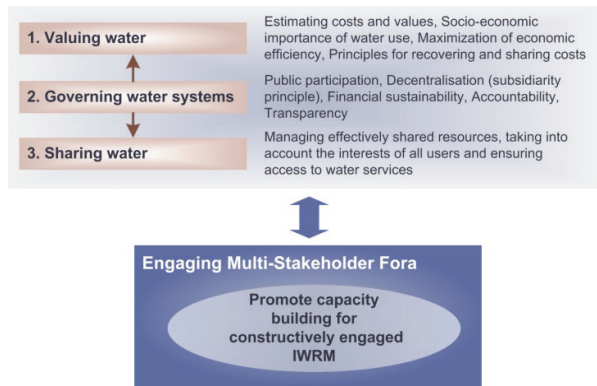 1. Valuing water
Estimating costs and values, Socio-economic
importance of water use, Maximization of economic
efficiency, Principles for recovering and sharing costs
2. Governing water systems
Public participation, Decentralisation (subsidiarity
principle), Financial sustainability, Accountability,
Transparency
3. Sharing water
Managing effectively shared resources, taking into
account the interests of all users and ensuring
access to water services
Engaging Multi-Stakeholder Fora
Promote capacity
building for
constructively engaged
IWRM